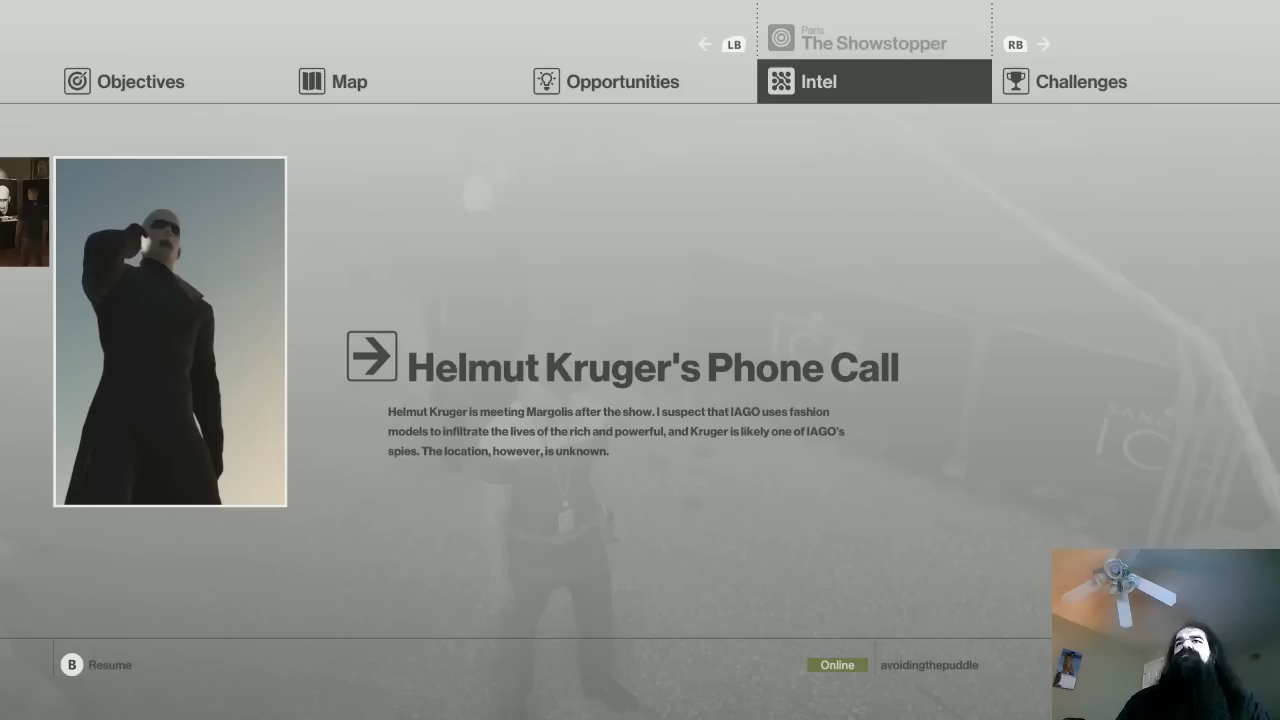 LB
Paris
The Showstopper
RB
Objectives
Map
Opportunities
Intel
Challenges
Helmut Kruger's Phone Call
Helmut Kruger is meeting Margolis after the show. I suspect that IAGO uses fashion
models to infiltrate the lives of the rich and powerful, and Kruger is likely one of IAGO's
spies. The location, however, is unknown.
B Resume
Online
avoidingthepuddle